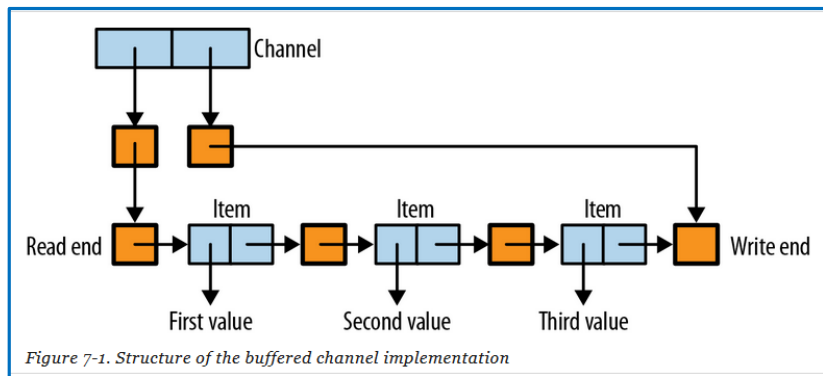 Channel
Item Item Item
Read end Write end
First value Second value Third value
Figure 7-1. Structure of the buffered channel implementation